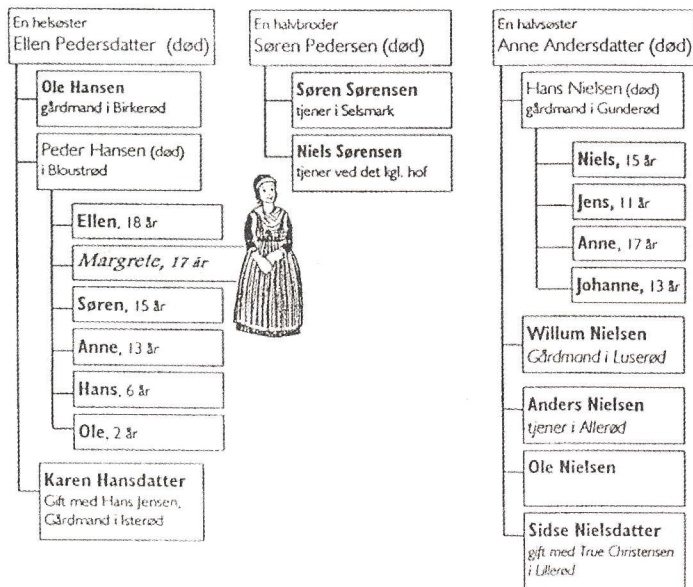 En helsøster
Ellen Pedersdatter (død)
Ole Hansen
gårdmand i Birkerød
Peder Hansen (død)
i Bloustrød
Ellen, 18 år
Margrete, 17 år
Søren, 15 år
Anne, 13 år
Hans, 6 år
Ole, 2 år
Karen Hansdatter
Gift med Hans Jensen,
Gårdmand i Isterød
En halvbroder
Søren Pedersen (død)
Søren Sørensen
tjener i Selsmark
Niels Sørensen
tjener ved det kgl. hof
En halvsøster
Anne Andersdatter (død)
Hans Nielsen (død)
gårdmand i Gunderød
Niels, 15 år
Jens, 11 år
Anne, 17 år
Johanne, 13 år
Willum Nielsen
Gårdmand i Luserød
Anders Nielsen
tjener i Allerød
Ole Nielsen
Sidse Nielsdatter
gift med True Christensen
i Lillerød